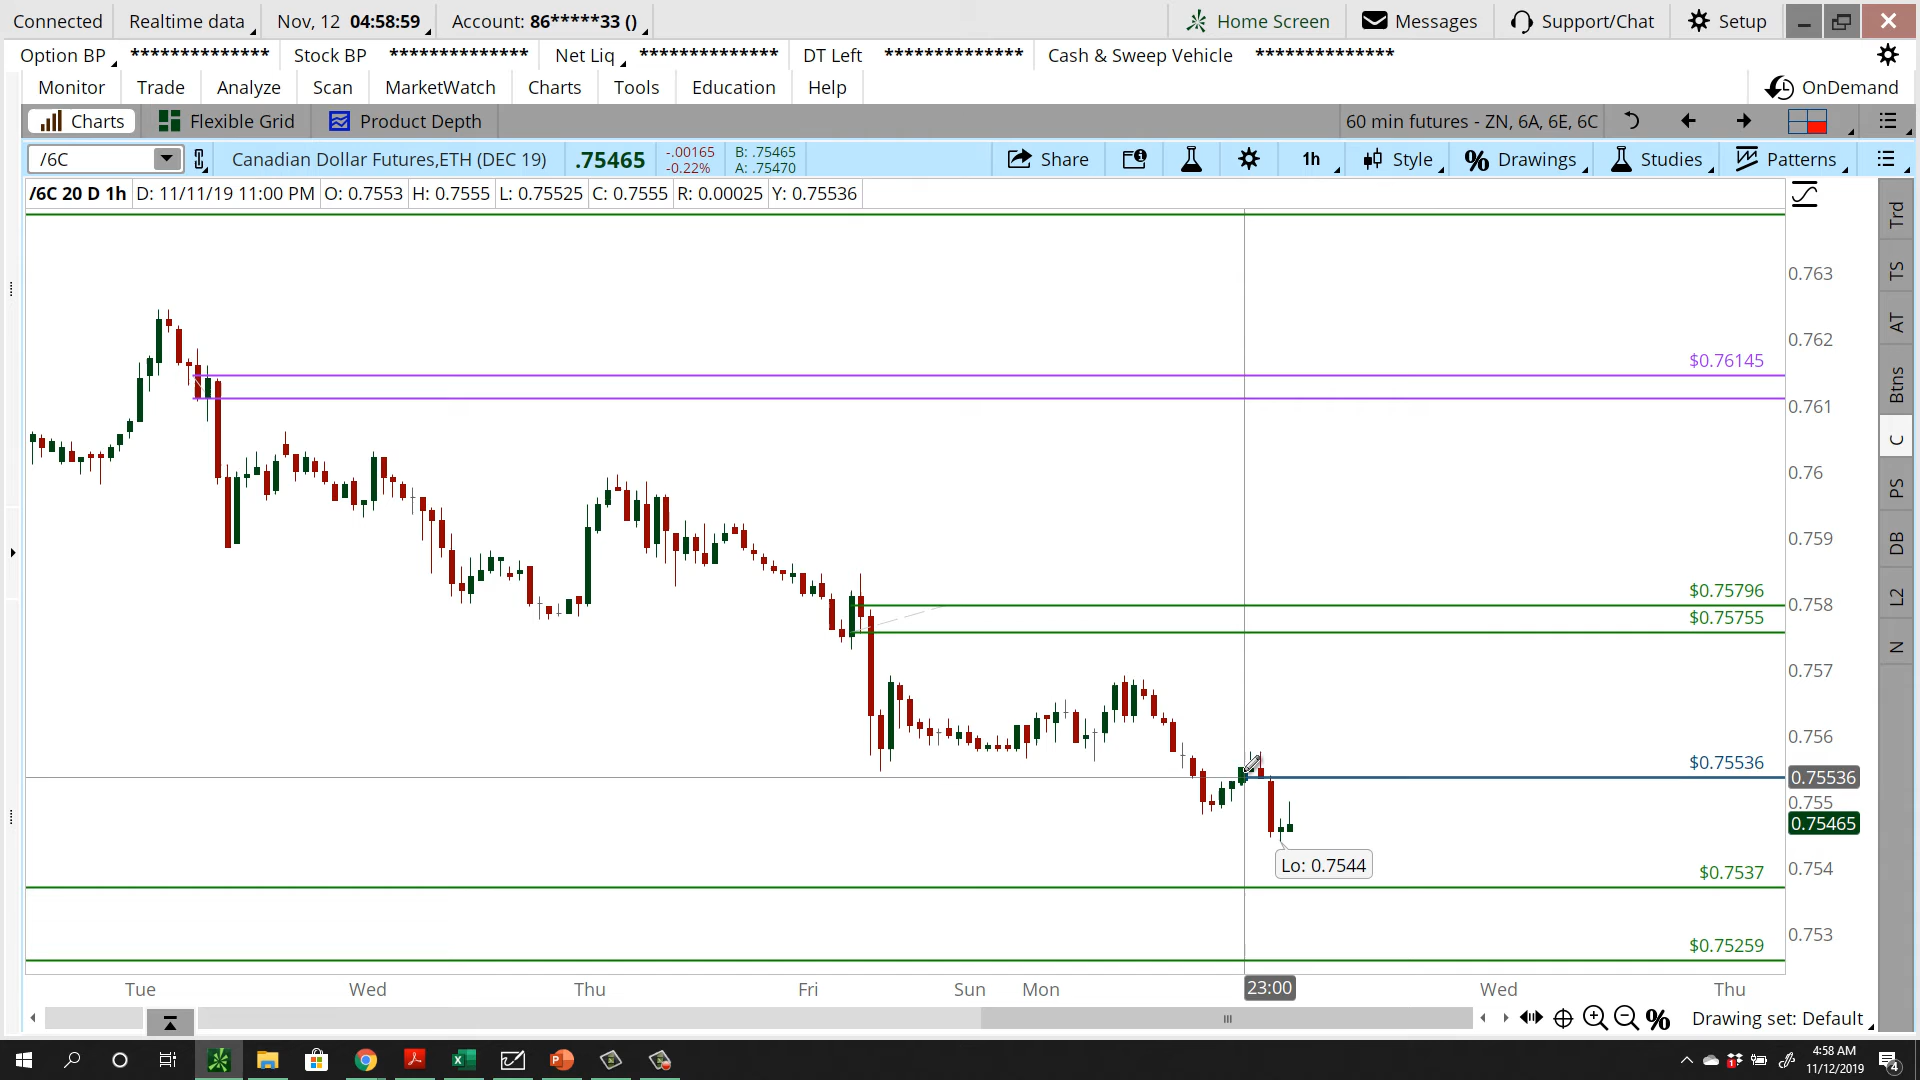 Connected Realtime data Nov, 12 04:58:59 Account: 86*****33 () Home Screen Messages Support/Chat Setup
Option BP ************** Stock BP ************** Net Liq ************** DT Left ************** Cash & Sweep Vehicle **************
Monitor Trade Analyze Scan MarketWatch Charts Tools Education Help OnDemand
Charts Flexible Grid Product Depth 60 min futures - ZN, 6A, 6E, 6C
/6C Canadian Dollar Futures,ETH (DEC 19) .75465 -.00165 B: .75465 Share 1h Style Drawings Studies Patterns
-0.22% A: .75470
/6C 20 D 1h D: 11/11/19 11:00 PM O: 0.7553 H: 0.7555 L: 0.75525 C: 0.7555 R: 0.00025 Y: 0.75536
Trd
TS
AT
Btns
C
PS
DB
L2
N
0.763
0.762
$0.76145
0.761
0.76
0.759
$0.75796
0.758
$0.75755
0.757
0.756
$0.75536
0.75536
0.755
0.75465
Lo: 0.7544
0.754
$0.7537
0.753
$0.75259
Tue Wed Thu Fri Sun Mon 23:00 Wed Thu
Drawing set: Default
4:58 AM
11/12/2019
4